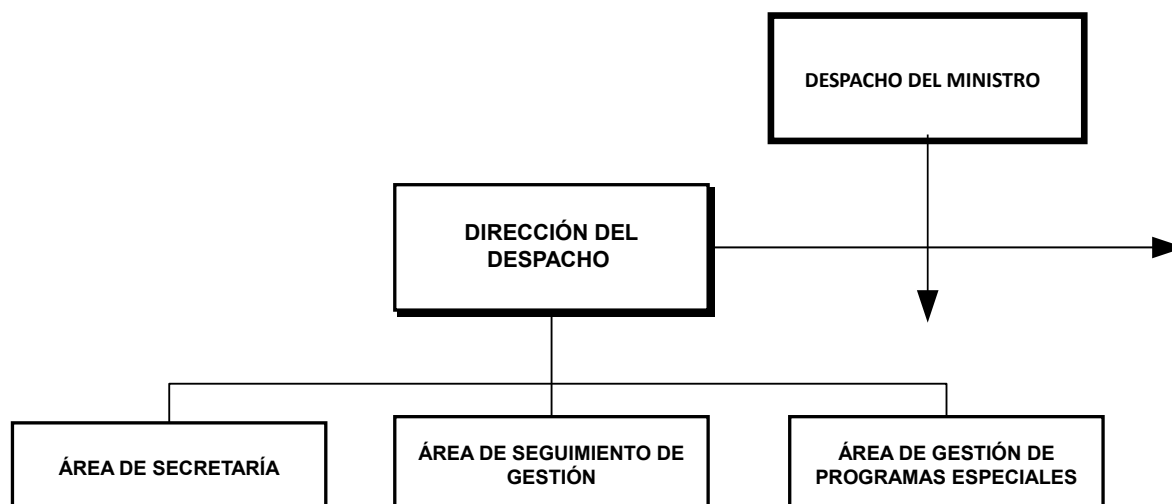 DESPACHO DEL MINISTRO
DIRECCIÓN DEL
DESPACHO
ÁREA DE SECRETARÍA
ÁREA DE SEGUIMIENTO DE
GESTIÓN
ÁREA DE GESTIÓN DE
PROGRAMAS ESPECIALES